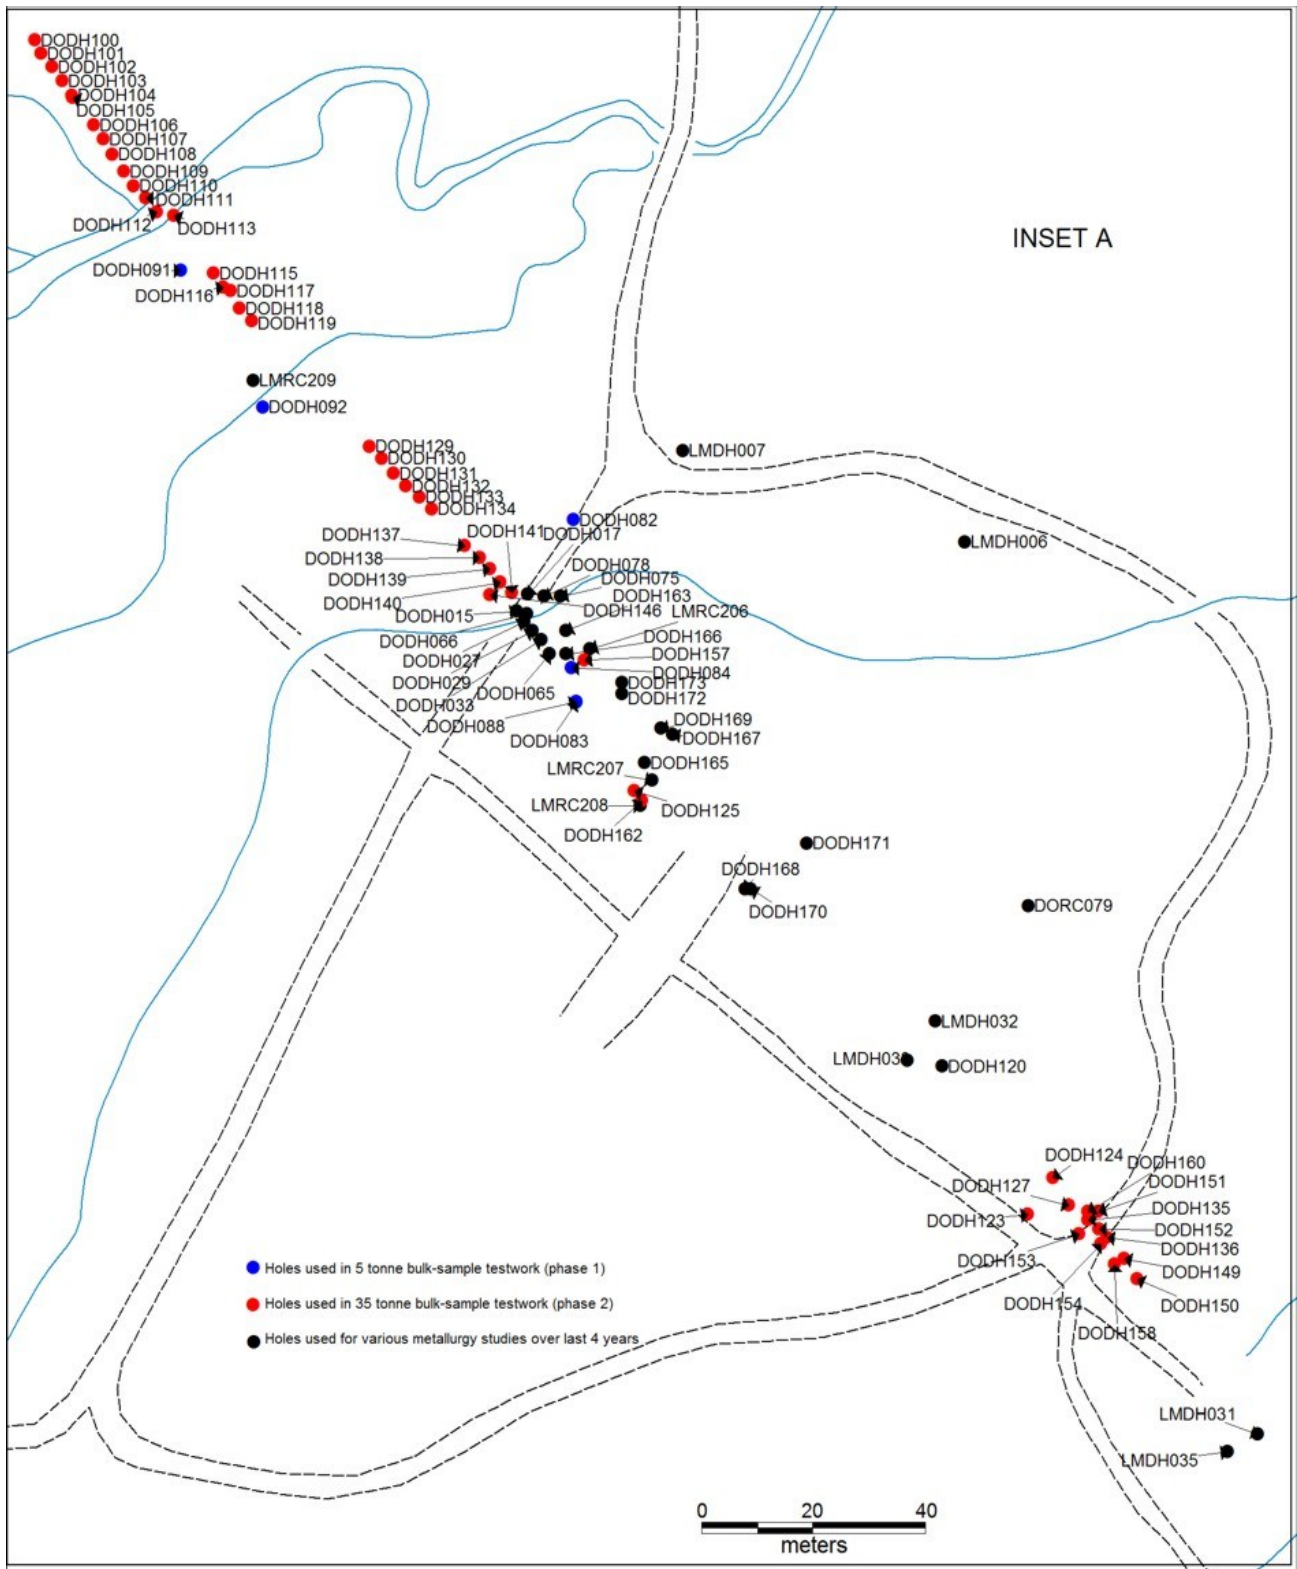 DODH100
DODH101
DODH102
DODH103
DODH104
DODH105
DODH106
DODH107
DODH108
DODH109
DODH110
DODH111
DODH112
DODH113
INSET A
DODH091
DODH115
DODH116
DODH117
DODH118
DODH119
LMRC209
DODH092
DODH129
DODH130
DODH131
DODH132
DODH133
DODH134
LMDH007
DODH082
DODH141
DODH017
DODH137
LMDH006
DODH138
DODH078
DODH139
DODH075
DODH140
DODH163
DODH015
DODH146
LMRC206
DODH066
DODH166
DODH027
DODH157
DODH029
DODH084
DODH033
DODH065
DODH173
DODH172
DODH088
DODH083
DODH169
DODH167
LMRC207
DODH165
LMRC208
DODH125
DODH162
DODH171
DODH168
DODH170
DORC079
LMDH032
DODH120
DODH124
DODH160
DODH127
DODH151
DODH123
DODH135
DODH152
DODH153
DODH136
DODH149
DODH154
DODH150
DODH158
Holes used in 5 tonne bulk-sample testwork (phase 1)
Holes used in 35 tonne bulk-sample testwork (phase 2)
Holes used for various metallurgy studies over last 4 years
LMDH031
LMDH035
0 20 40
meters